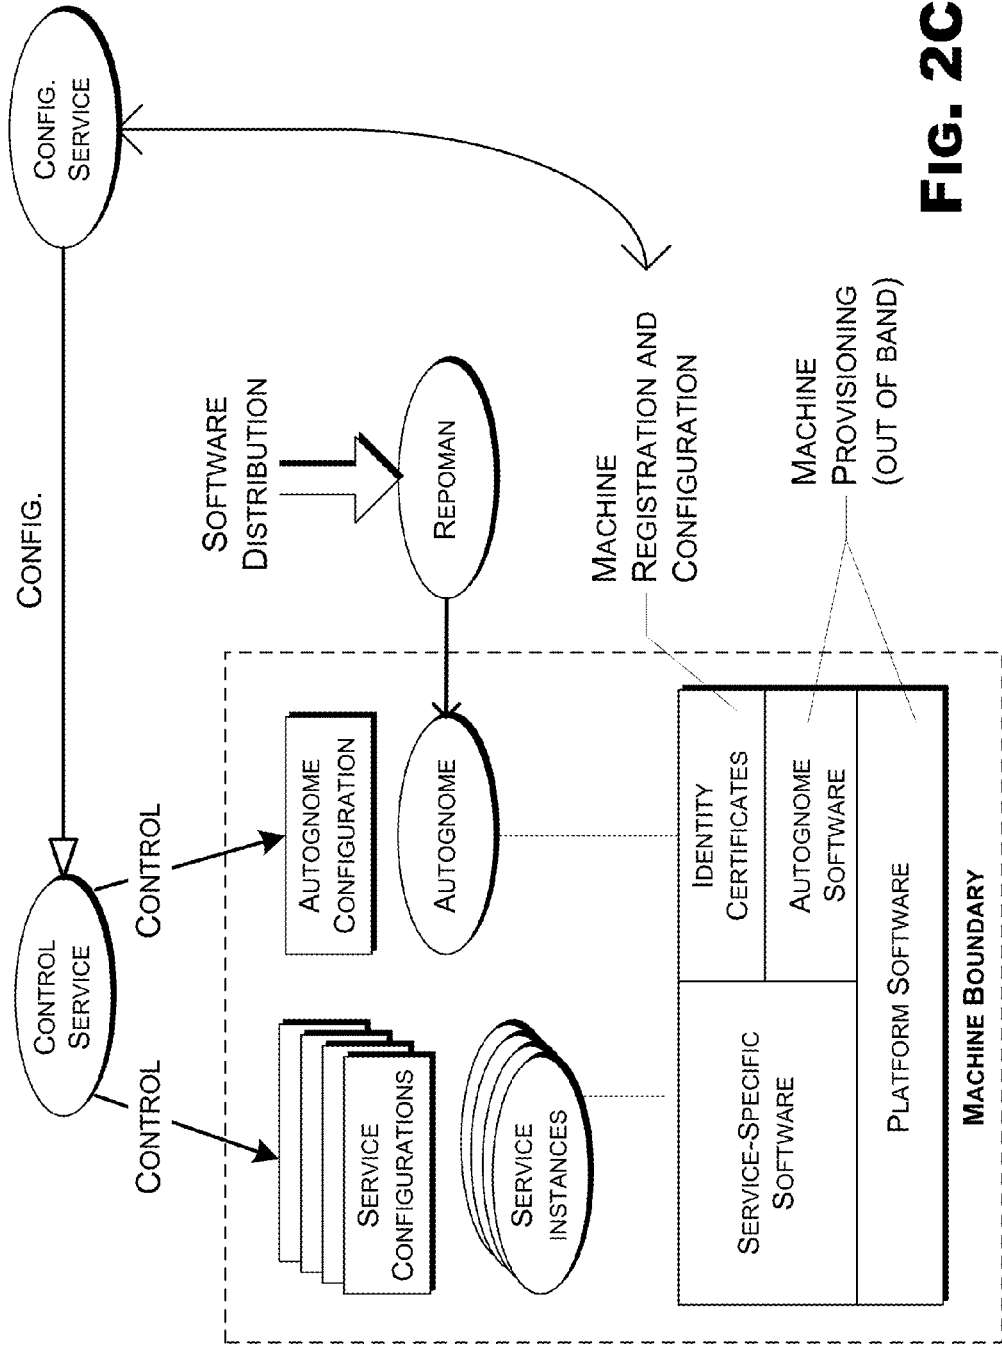 CONFIG.
SERVICE
CONFIG.
CONTROL
SERVICE
CONTROL
CONTROL
SOFTWARE
DISTRIBUTION
REPOMAN
AUTOGNOME
CONFIGURATION
AUTOGNOME
SERVICE
CONFIGURATIONS
SERVICE
INSTANCES
MACHINE
REGISTRATION AND
CONFIGURATION
MACHINE
PROVISIONING
(OUT OF BAND)
IDENTITY
CERTIFICATES
AUTOGNOME
SOFTWARE
SERVICE-SPECIFIC
SOFTWARE
PLATFORM SOFTWARE
MACHINE BOUNDARY
FIG. 2C